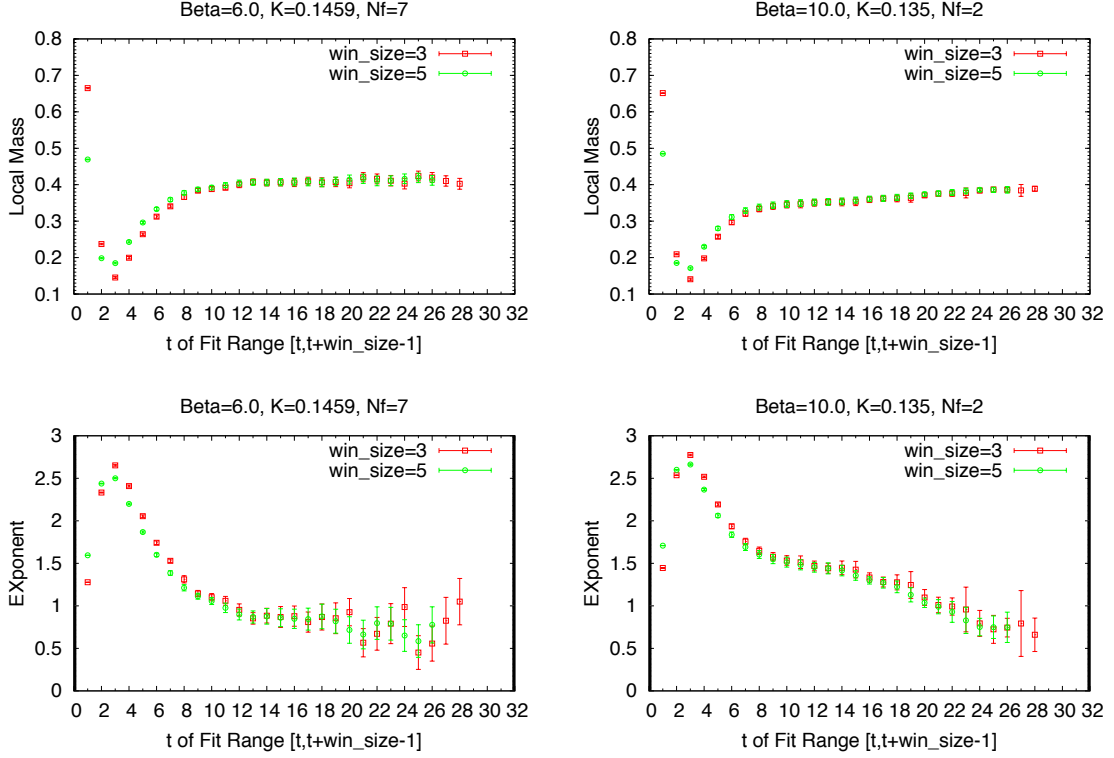 Beta=6.0, K=0.1459, Nf=7
0.8
0.7
0.6
0.5
0.4
0.3
0.2
0.1
Local Mass
win_size=3
win_size=5
0 2 4 6 8 10 12 14 16 18 20 22 24 26 28 30 32
t of Fit Range [t,t+win_size-1]
Beta=10.0, K=0.135, Nf=2
0.8
0.7
0.6
0.5
0.4
0.3
0.2
0.1
Local Mass
win_size=3
win_size=5
0 2 4 6 8 10 12 14 16 18 20 22 24 26 28 30 32
t of Fit Range [t,t+win_size-1]
Beta=6.0, K=0.1459, Nf=7
3
2.5
2
1.5
1
0.5
0
EXponent
win_size=3
win_size=5
0 2 4 6 8 10 12 14 16 18 20 22 24 26 28 30 32
t of Fit Range [t,t+win_size-1]
Beta=10.0, K=0.135, Nf=2
3
2.5
2
1.5
1
0.5
0
EXponent
win_size=3
win_size=5
0 2 4 6 8 10 12 14 16 18 20 22 24 26 28 30 32
t of Fit Range [t,t+win_size-1]